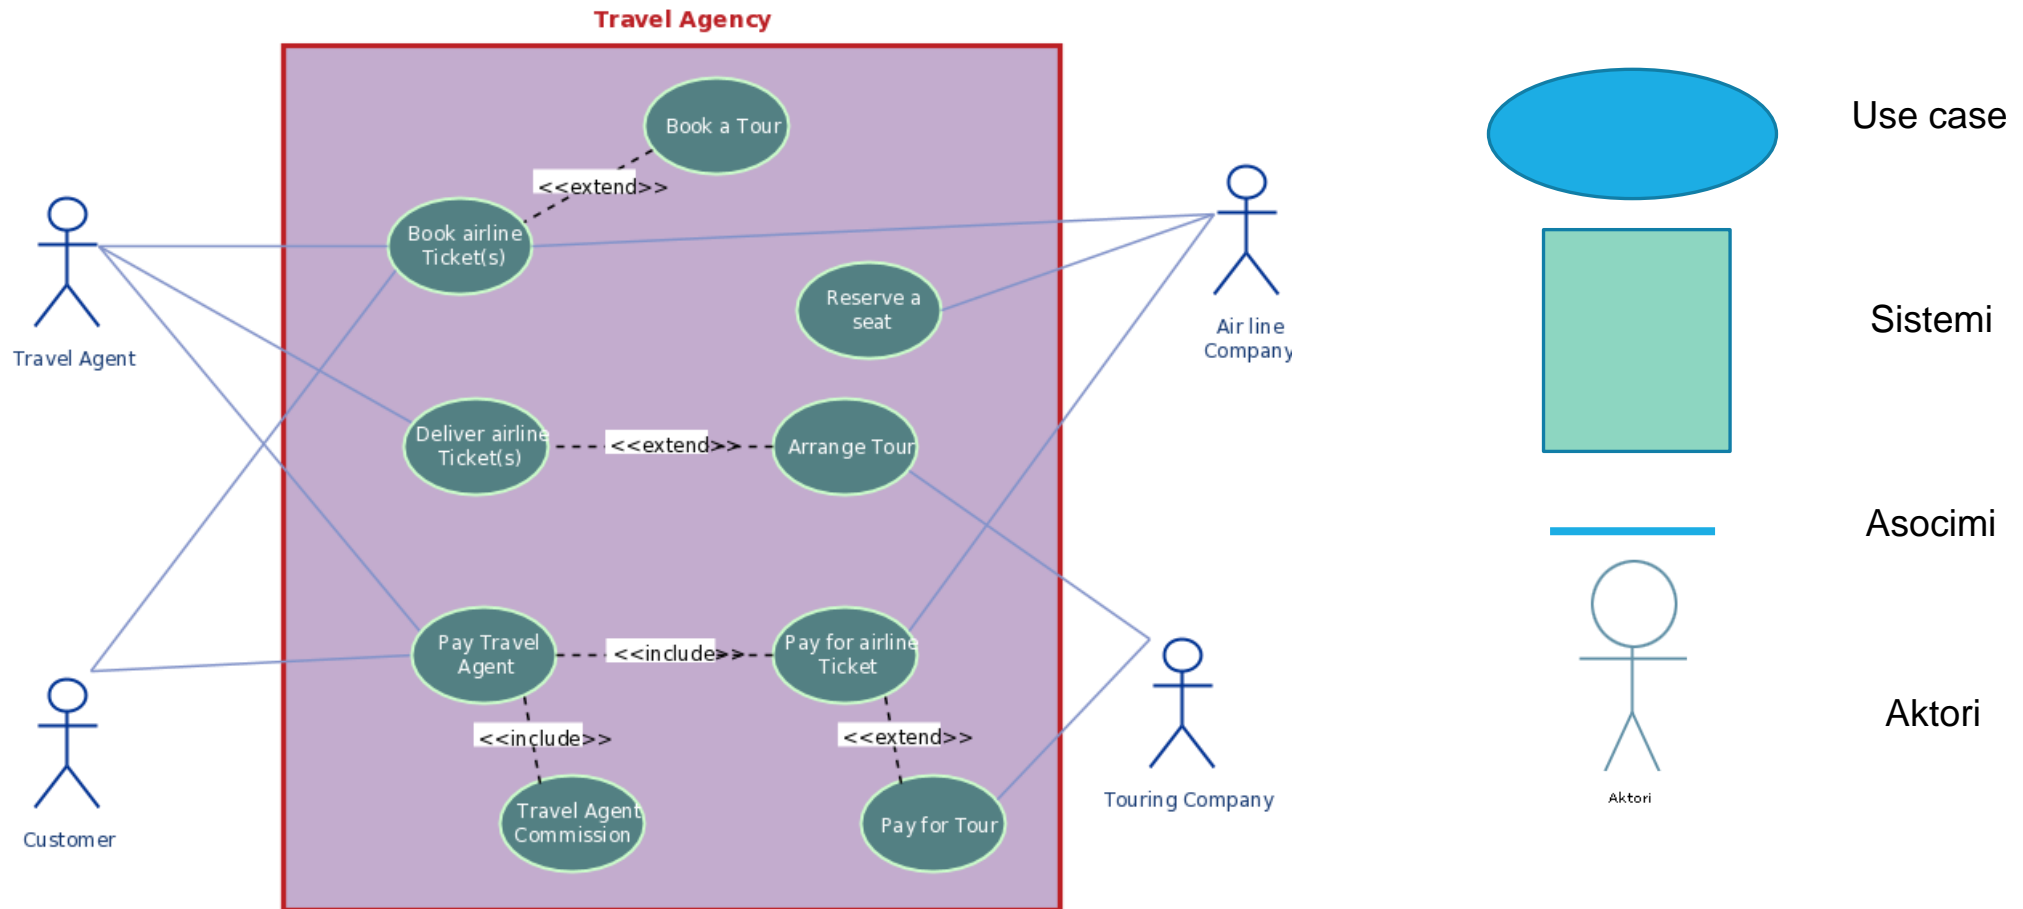 Travel Agency
Book a Tour
<<extend>>
Book airline
Ticket(s)
Reserve a
seat
Travel Agent
Air line
Company
Deliver airline
Ticket(s)
<<extend>>
Arrange Tour
Pay Travel
Agent
<<include>>
Pay for airline
Ticket
<<include>>
<<extend>>
Travel Agent
Commission
Pay for Tour
Customer
Touring Company
Use case
Sistemi
Asocimi
Aktori
Aktori